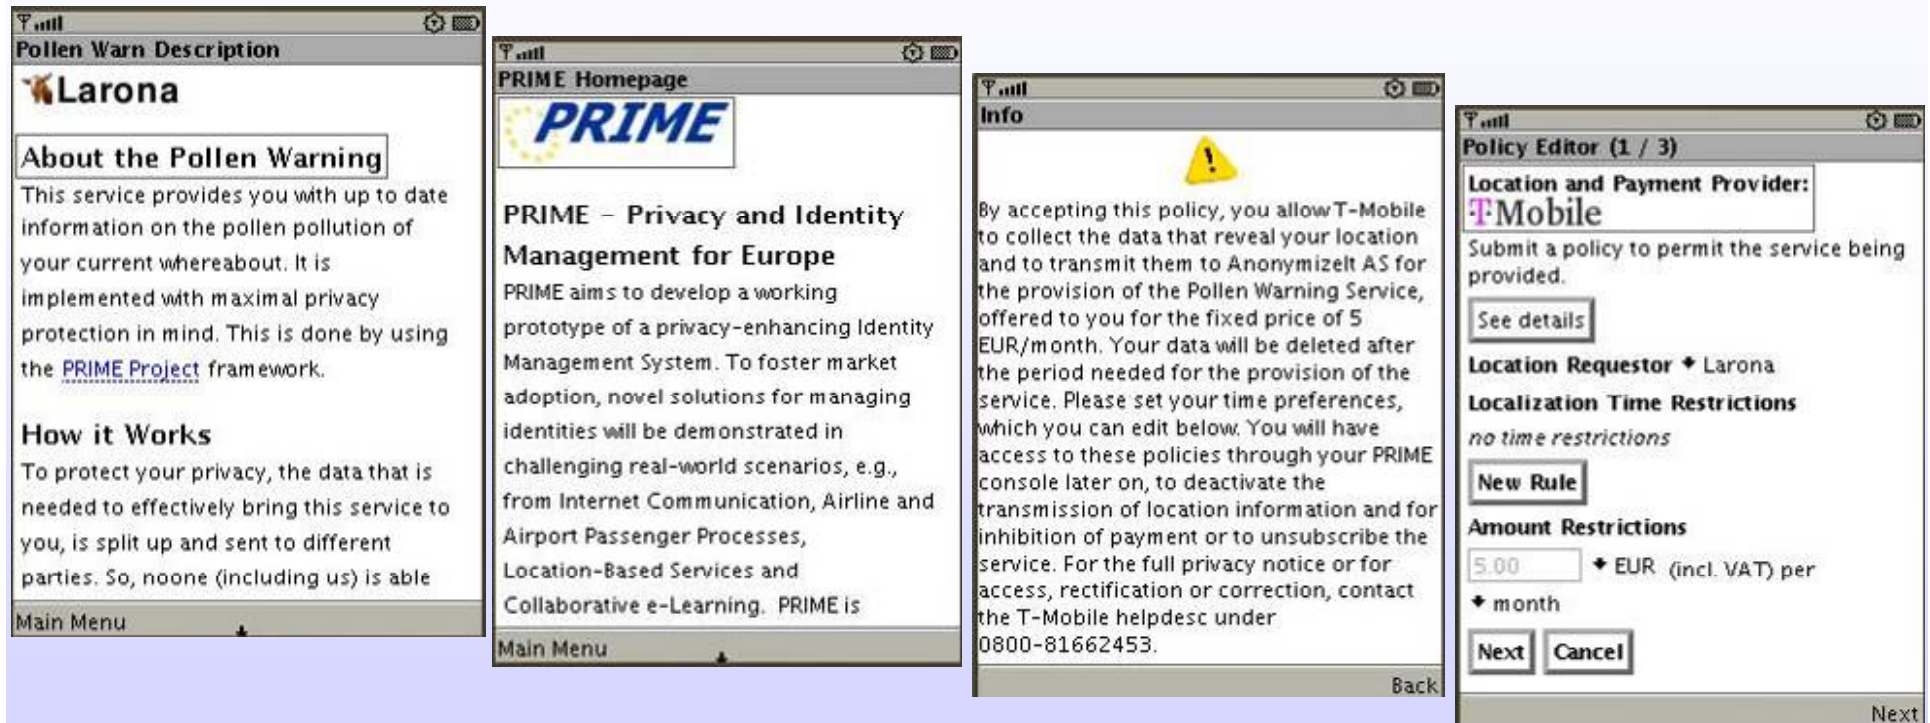 Pollen Warn Description
Larona
About the Pollen Warning
This service provides you with up to date
information on the pollen pollution of
your current whereabout. It is
implemented with maximal privacy
protection in mind. This is done by using
the PRIME Project framework.
How it Works
To protect your privacy, the data that is
needed to effectively bring this service to
you, is split up and sent to different
parties. So, noone (including us) is able
Main Menu
PRIME Homepage
PRIME
PRIME – Privacy and Identity
Management for Europe
PRIME aims to develop a working
prototype of a privacy-enhancing Identity
Management System. To foster market
adoption, novel solutions for managing
identities will be demonstrated in
challenging real-world scenarios, e.g.,
from Internet Communication, Airline and
Airport Passenger Processes,
Location-Based Services and
Collaborative e-Learning. PRIME is
Main Menu
Info
By accepting this policy, you allow T-Mobile
to collect the data that reveal your location
and to transmit them to AnonymizeIt AS for
the provision of the Pollen Warning Service,
offered to you for the fixed price of 5
EUR/month. Your data will be deleted after
the period needed for the provision of the
service. Please set your time preferences,
which you can edit below. You will have
access to these policies through your PRIME
console later on, to deactivate the
transmission of location information and for
inhibition of payment or to unsubscribe the
service. For the full privacy notice or for
access, rectification or correction, contact
the T-Mobile helpdesc under
0800-81662453.
Back
Policy Editor (1 / 3)
Location and Payment Provider:
T·Mobile
Submit a policy to permit the service being
provided.
See details
Location Requestor Larona
Localization Time Restrictions
no time restrictions
New Rule
Amount Restrictions
5.00 EUR (incl. VAT) per
month
Next Cancel
Next